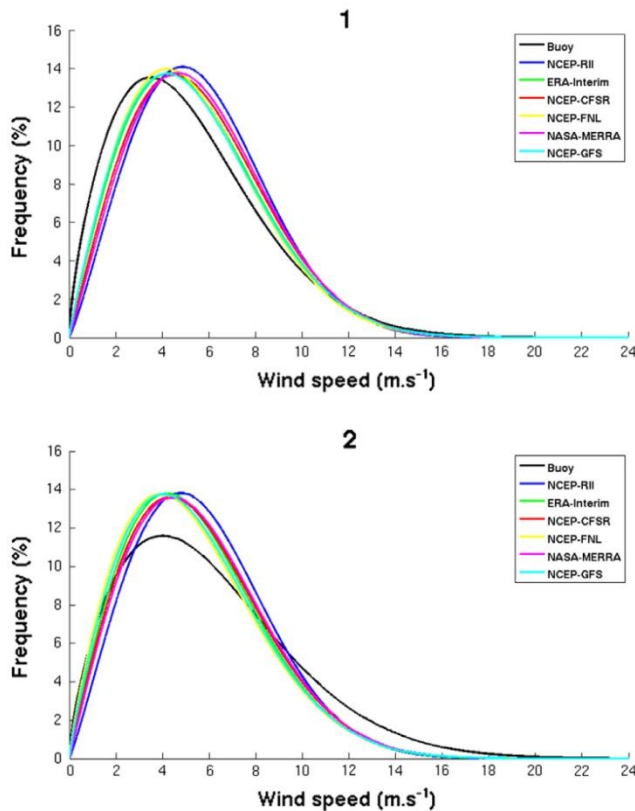 1
16
14
12
10
8
6
4
2
0
Frequency (%)
Buoy
NCEP-RII
ERA-Interim
NCEP-CFSR
NCEP-FNL
NASA-MERRA
NCEP-GFS
0 2 4 6 8 10 12 14 16 18 20 22 24
Wind speed (m.s⁻¹)
2
16
14
12
10
8
6
4
2
0
Frequency (%)
Buoy
NCEP-RII
ERA-Interim
NCEP-CFSR
NCEP-FNL
NASA-MERRA
NCEP-GFS
0 2 4 6 8 10 12 14 16 18 20 22 24
Wind speed (m.s⁻¹)